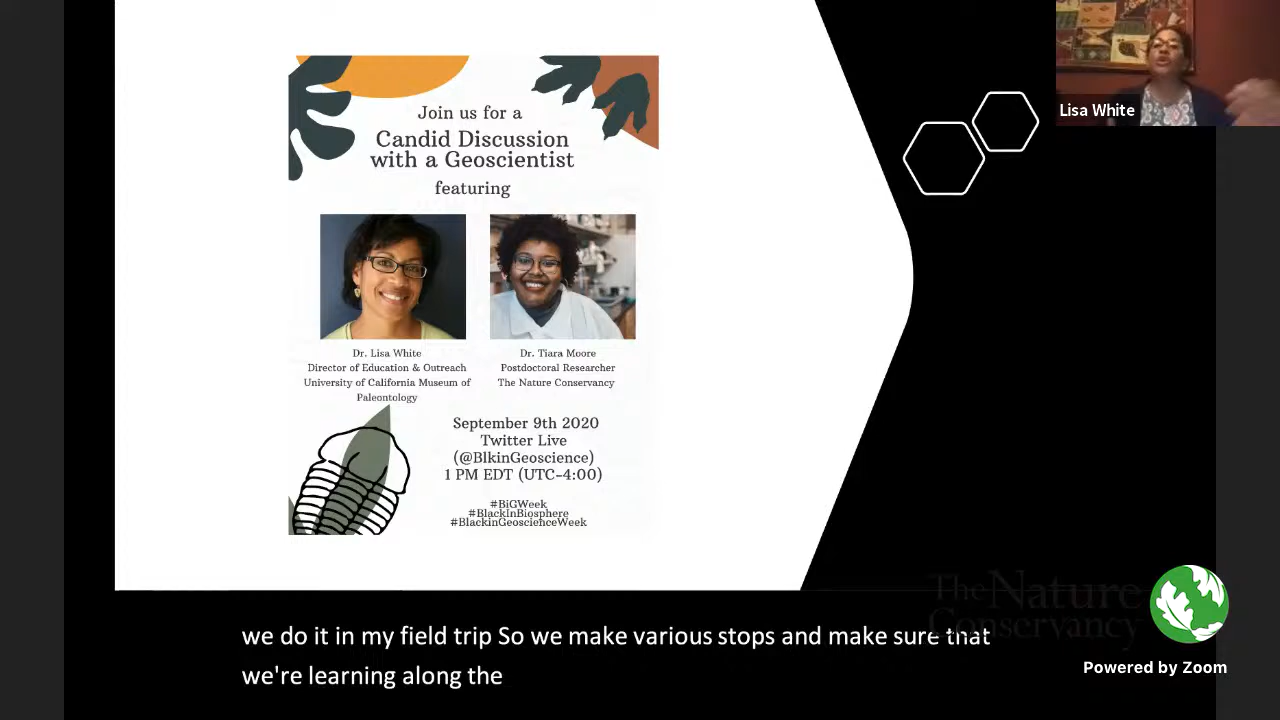 Join us for a
Candid Discussion
with a Geoscientist
featuring
Dr. Lisa White
Director of Education & Outreach
University of California Museum of
Paleontology
Dr. Tiara Moore
Postdoctoral Researcher
The Nature Conservancy
September 9th 2020
Twitter Live
(@BlkinGeoscience)
1 PM EDT (UTC-4:00)
#BiGWeek
#BlackInBiosphere
#BlackinGeoscienceWeek
Lisa White
The Nature
Conservancy
Powered by Zoom
we do it in my field trip So we make various stops and make sure that
we're learning along the